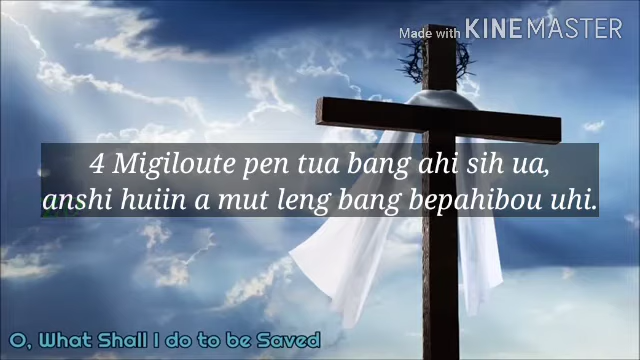 Made with KINEMASTER
4 Migiloute pen tua bang ahi sih ua,
anshi huiin a mut leng bang bepahibou uhi.
O, What Shall I do to be Saved